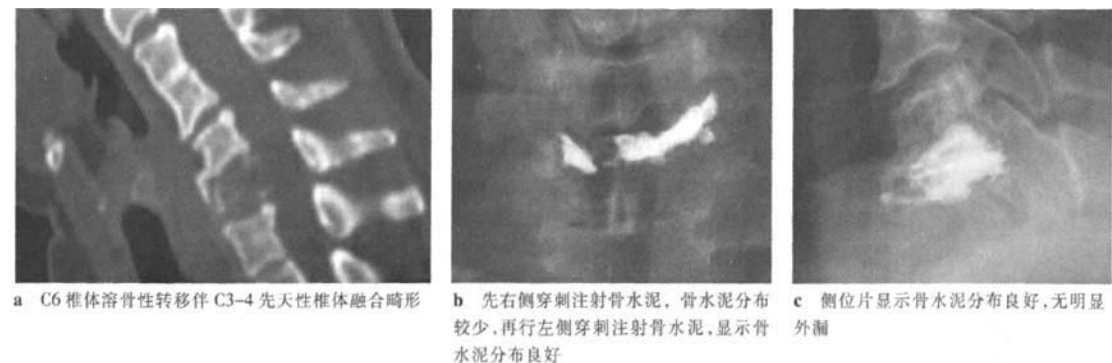 a C6 椎体溶骨性转移伴 C3-4 先天性椎体融合畸形
b 先右侧穿刺注射骨水泥，骨水泥分布
较少，再行左侧穿刺注射骨水泥，显示骨
水泥分布良好
c 侧位片显示骨水泥分布良好，无明显
外漏